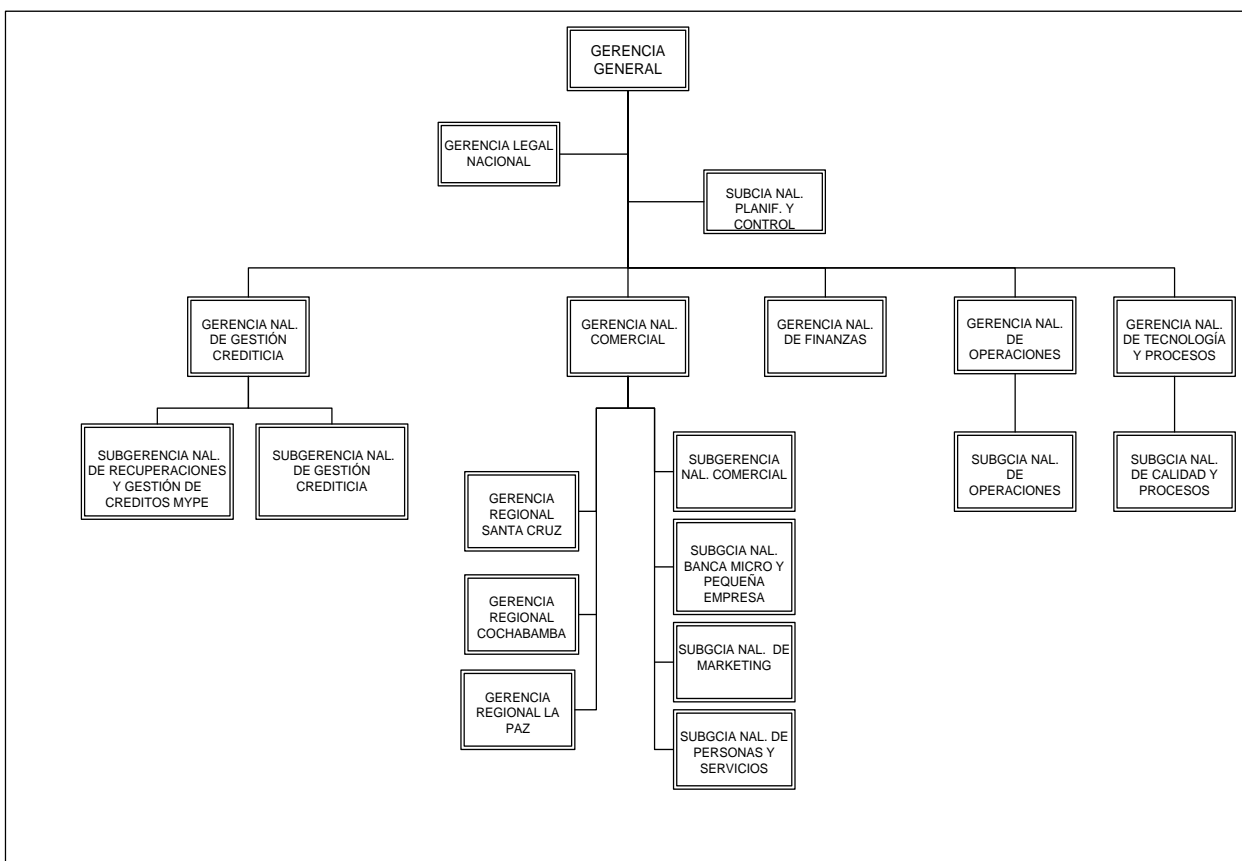 GERENCIA
GENERAL
GERENCIA LEGAL
NACIONAL
SUBCIA NAL.
PLANIF. Y
CONTROL
GERENCIA NAL.
DE GESTIÓN
CREDITICIA
GERENCIA NAL.
COMERCIAL
GERENCIA NAL.
DE FINANZAS
GERENCIA NAL.
DE
OPERACIONES
GERENCIA NAL.
DE TECNOLOGÍA
Y PROCESOS
SUBGERENCIA NAL.
DE RECUPERACIONES
Y GESTIÓN DE
CREDITOS MYPE
SUBGERENCIA NAL.
DE GESTIÓN
CREDITICIA
GERENCIA
REGIONAL
SANTA CRUZ
GERENCIA
REGIONAL
COCHABAMBA
GERENCIA
REGIONAL LA
PAZ
SUBGERENCIA
NAL. COMERCIAL
SUBGCIA NAL.
BANCA MICRO Y
PEQUEÑA
EMPRESA
SUBGCIA NAL.  DE
MARKETING
SUBGCIA NAL. DE
PERSONAS Y
SERVICIOS
SUBGCIA NAL.
DE
OPERACIONES
SUBGCIA NAL.
DE CALIDAD Y
PROCESOS